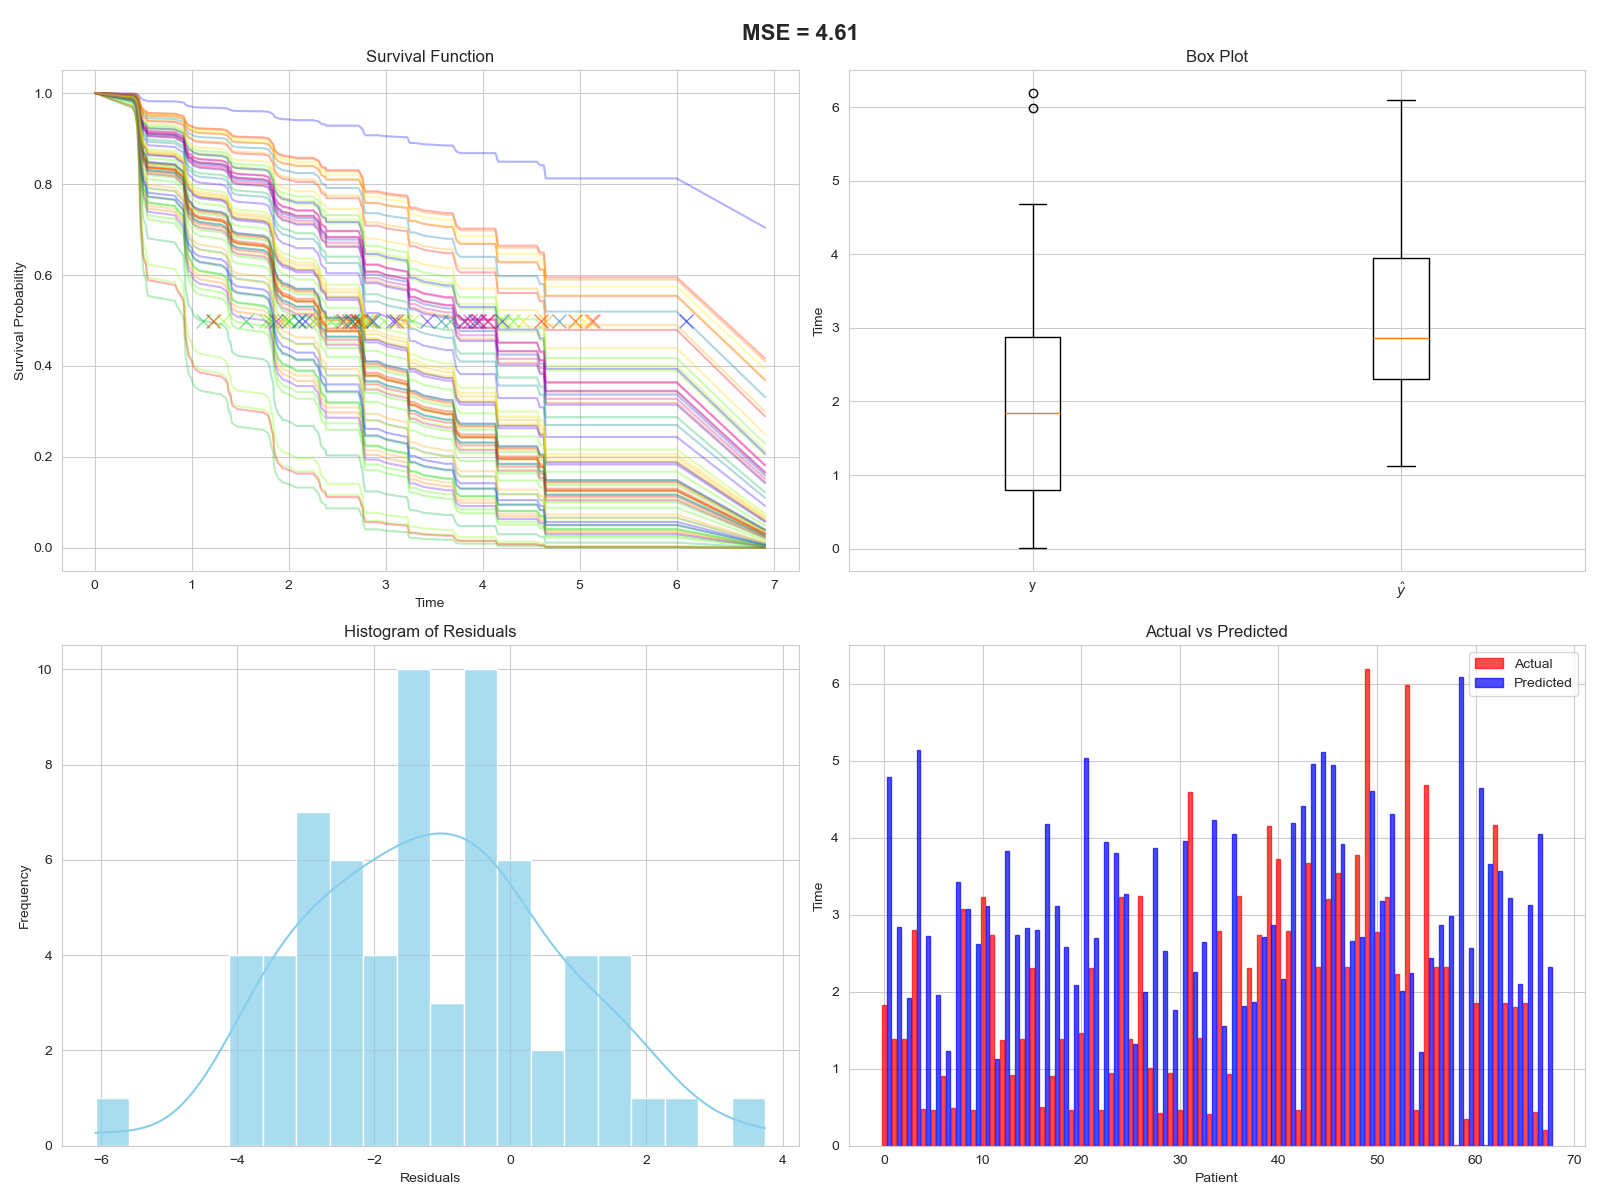 MSE = 4.61
Survival Function
Survival Probability
1.0
0.8
0.6
0.4
0.2
0.0
0 1 2 3 4 5 6 7
Time
Box Plot
Time
6
5
4
3
2
1
0
y ŷ
Histogram of Residuals
Frequency
10
8
6
4
2
0
−6 −4 −2 0 2 4
Residuals
Actual vs Predicted
Actual
Predicted
Time
6
5
4
3
2
1
0
0 10 20 30 40 50 60 70
Patient